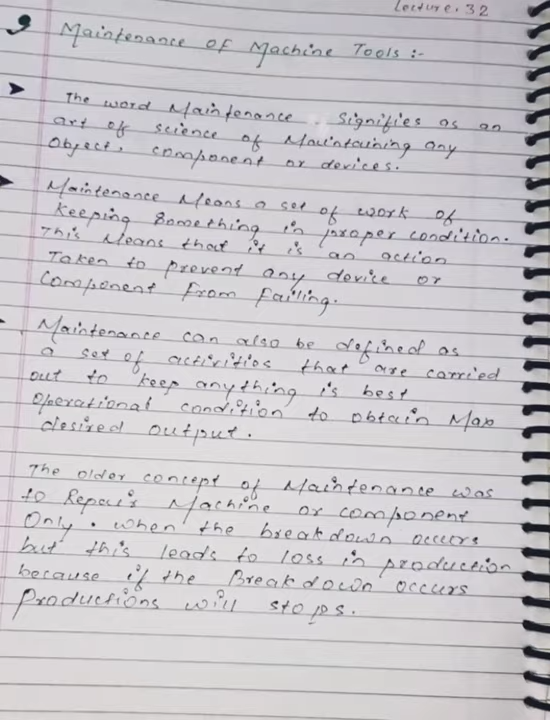 Lecture. 32
Maintenance of Machine Tools :-
The word Maintenance Signifies as an
art of science of Maintaining any
Object, component or devices.
Maintenance Means a set of work of
keeping Something in proper condition.
This Means that it is an action
Taken to prevent any device or
Component from failing.
Maintenance can also be defined as
a set of activities that are carried
out to keep anything is best
Operational condition to obtain Max
desired output.
The older concept of Maintenance was
to Repair Machine or component
Only. when the breakdown occurs
but this leads to loss in production
because if the Breakdown occurs
Productions will stops.